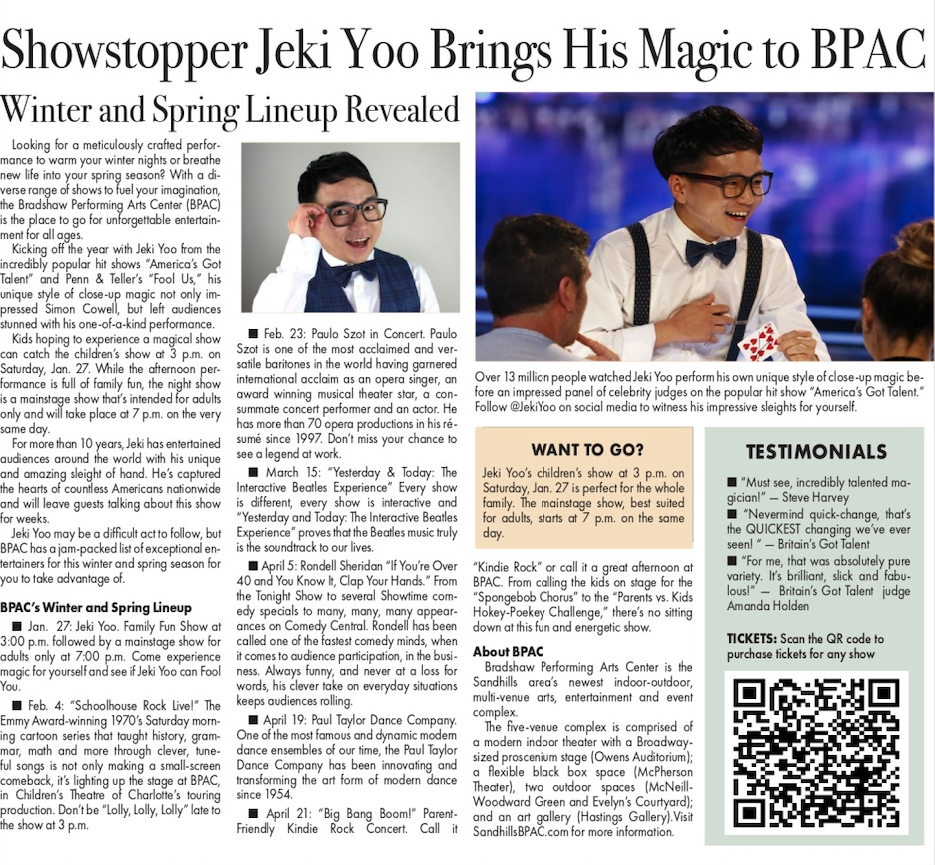 Showstopper Jeki Yoo Brings His Magic to BPAC
Winter and Spring Lineup Revealed
Looking for a meticulously crafted perfor-
mance to warm your winter nights or breathe
new life into your spring season? With a di-
verse range of shows to fuel your imagination,
the Bradshaw Performing Arts Center (BPAC)
is the place to go for unforgettable entertain-
ment for all ages.
Kicking off the year with Jeki Yoo from the
incredibly popular hit shows “America’s Got
Talent” and Penn & Teller’s “Fool Us,” his
unique style of close-up magic not only im-
pressed Simon Cowell, but left audiences
stunned with his one-of-a-kind performance.
Kids hoping to experience a magical show
can catch the children’s show at 3 p.m. on
Saturday, Jan. 27. While the afternoon per-
formance is full of family fun, the night show
is a mainstage show that’s intended for adults
only and will take place at 7 p.m. on the very
same day.
For more than 10 years, Jeki has entertained
audiences around the world with his unique
and amazing sleight of hand. He’s captured
the hearts of countless Americans nationwide
and will leave guests talking about this show
for weeks.
Jeki Yoo may be a difficult act to follow, but
BPAC has a jam-packed list of exceptional en-
tertainers for this winter and spring season for
you to take advantage of.
BPAC’s Winter and Spring Lineup
■ Jan. 27: Jeki Yoo. Family Fun Show at
3:00 p.m. followed by a mainstage show for
adults only at 7:00 p.m. Come experience
magic for yourself and see if Jeki Yoo can Fool
You.
■ Feb. 4: “Schoolhouse Rock Live!” The
Emmy Award-winning 1970’s Saturday morn-
ing cartoon series that taught history, gram-
mar, math and more through clever, tune-
ful songs is not only making a small-screen
comeback, it’s lighting up the stage at BPAC,
in Children’s Theatre of Charlotte’s touring
production. Don’t be “Lolly, Lolly, Lolly” late to
the show at 3 p.m.
■ Feb. 23: Paulo Szot in Concert. Paulo
Szot is one of the most acclaimed and ver-
satile baritones in the world having garnered
international acclaim as an opera singer, an
award winning musical theater star, a con-
summate concert performer and an actor. He
has more than 70 opera productions in his ré-
sumé since 1997. Don’t miss your chance to
see a legend at work.
■ March 15: “Yesterday & Today: The
Interactive Beatles Experience” Every show
is different, every show is interactive and
“Yesterday and Today: The Interactive Beatles
Experience” proves that the Beatles music truly
is the soundtrack to our lives.
■ April 5: Rondell Sheridan “If You’re Over
40 and You Know It, Clap Your Hands.” From
the Tonight Show to several Showtime com-
edy specials to many, many, many appear-
ances on Comedy Central. Rondell has been
called one of the fastest comedy minds, when
it comes to audience participation, in the busi-
ness. Always funny, and never at a loss for
words, his clever take on everyday situations
keeps audiences rolling.
■ April 19: Paul Taylor Dance Company.
One of the most famous and dynamic modern
dance ensembles of our time, the Paul Taylor
Dance Company has been innovating and
transforming the art form of modern dance
since 1954.
■ April 21: “Big Bang Boom!” Parent-
Friendly Kindie Rock Concert. Call it
Over 13 million people watched Jeki Yoo perform his own unique style of close-up magic be-
fore an impressed panel of celebrity judges on the popular hit show “America’s Got Talent.”
Follow @JekiYoo on social media to witness his impressive sleights for yourself.
WANT TO GO?
Jeki Yoo’s children’s show at 3 p.m. on
Saturday, Jan. 27 is perfect for the whole
family. The mainstage show, best suited
for adults, starts at 7 p.m. on the same
day.
“Kindie Rock” or call it a great afternoon at
BPAC. From calling the kids on stage for the
“Spongebob Chorus” to the “Parents vs. Kids
Hokey-Poekey Challenge,” there’s no sitting
down at this fun and energetic show.
About BPAC
Bradshaw Performing Arts Center is the
Sandhills area’s newest indoor-outdoor,
multi-venue arts, entertainment and event
complex.
The five-venue complex is comprised of
a modern indoor theater with a Broadway-
sized proscenium stage (Owens Auditorium);
a flexible black box space (McPherson
Theater), two outdoor spaces (McNeill-
Woodward Green and Evelyn’s Courtyard);
and an art gallery (Hastings Gallery).Visit
SandhillsBPAC.com for more information.
TESTIMONIALS
■ “Must see, incredibly talented ma-
gician!” — Steve Harvey
■ “Nevermind quick-change, that’s
the QUICKEST changing we’ve ever
seen! “ — Britain’s Got Talent
■ “For me, that was absolutely pure
variety. It’s brilliant, slick and fabu-
lous!” — Britain’s Got Talent judge
Amanda Holden
TICKETS: Scan the QR code to
purchase tickets for any show